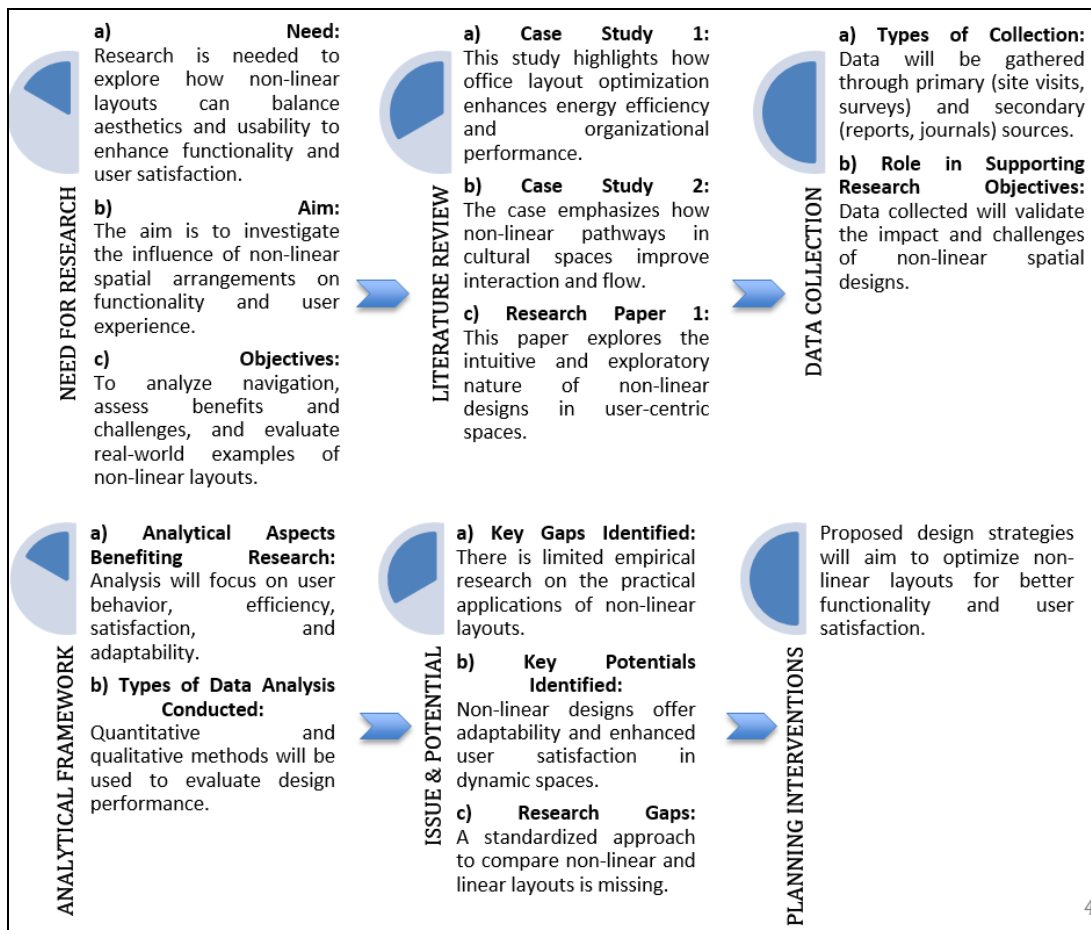 NEED FOR RESEARCH
a) Need:
Research is needed to
explore how non-linear
layouts can balance
aesthetics and usability to
enhance functionality and
user satisfaction.
b) Aim:
The aim is to investigate
the influence of non-linear
spatial arrangements on
functionality and user
experience.
c) Objectives:
To analyze navigation,
assess benefits and
challenges, and evaluate
real-world examples of
non-linear layouts.
LITERATURE REVIEW
a) Case Study 1:
This study highlights how
office layout optimization
enhances energy efficiency
and organizational
performance.
b) Case Study 2:
The case emphasizes how
non-linear pathways in
cultural spaces improve
interaction and flow.
c) Research Paper 1:
This paper explores the
intuitive and exploratory
nature of non-linear
designs in user-centric
spaces.
DATA COLLECTION
a) Types of Collection:
Data will be gathered
through primary (site visits,
surveys) and secondary
(reports, journals) sources.
b) Role in Supporting
Research Objectives:
Data collected will validate
the impact and challenges
of non-linear spatial
designs.
ANALYTICAL FRAMEWORK
a) Analytical Aspects
Benefiting Research:
Analysis will focus on user
behavior, efficiency,
satisfaction, and
adaptability.
b) Types of Data Analysis
Conducted:
Quantitative and
qualitative methods will be
used to evaluate design
performance.
ISSUE & POTENTIAL
a) Key Gaps Identified:
There is limited empirical
research on the practical
applications of non-linear
layouts.
b) Key Potentials
Identified:
Non-linear designs offer
adaptability and enhanced
user satisfaction in
dynamic spaces.
c) Research Gaps:
A standardized approach
to compare non-linear and
linear layouts is missing.
PLANNING INTERVENTIONS
Proposed design strategies
will aim to optimize non-
linear layouts for better
functionality and user
satisfaction.
4